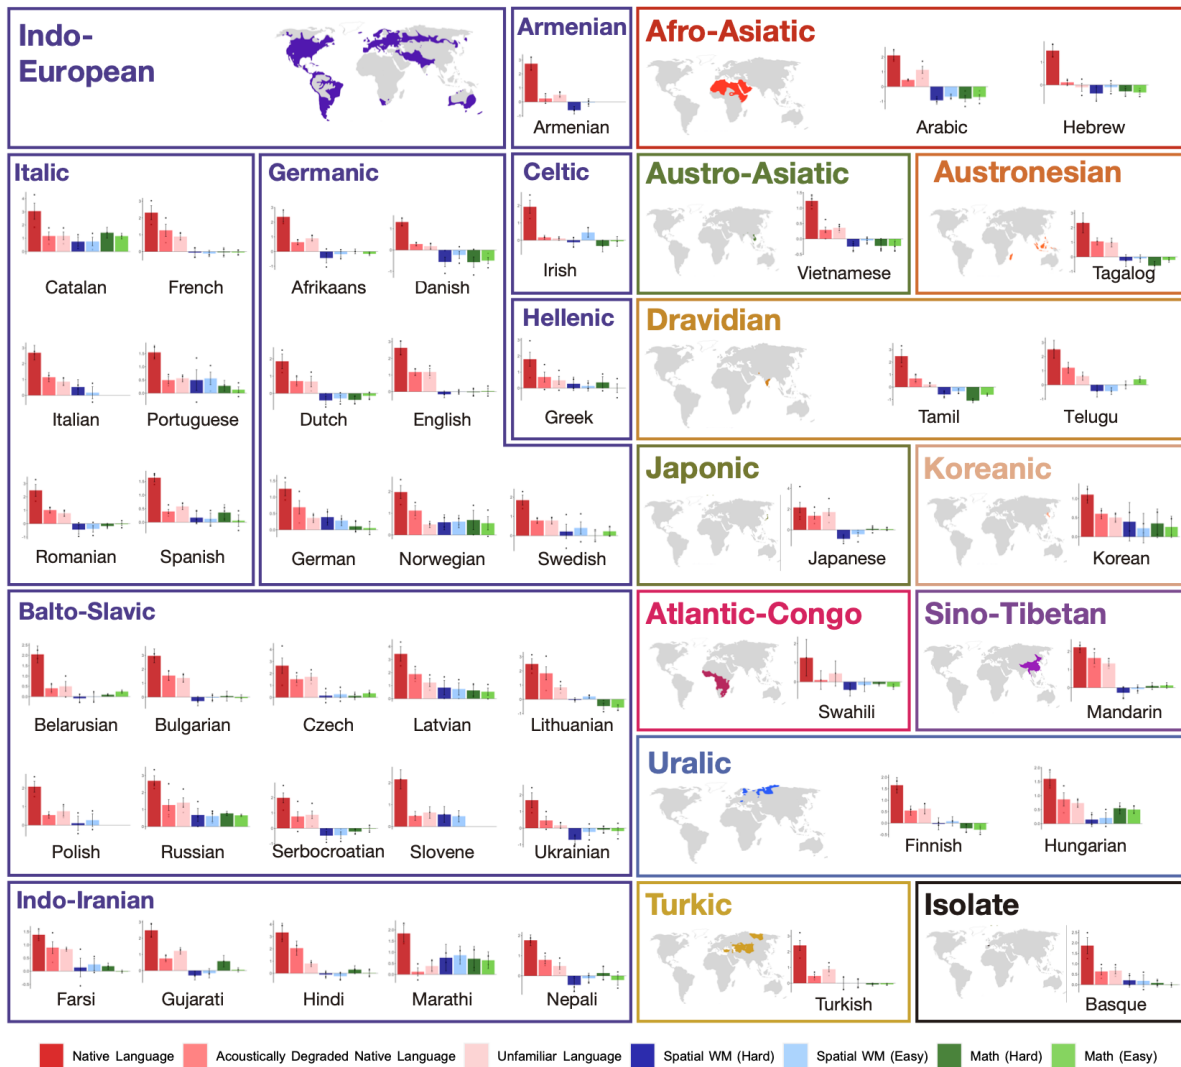 Indo-
European
Armenian
Armenian
Afro-Asiatic
Arabic
Hebrew
Italic
Catalan
French
Italian
Portuguese
Romanian
Spanish
Germanic
Afrikaans
Danish
Dutch
English
German
Norwegian
Swedish
Celtic
Irish
Hellenic
Greek
Austro-Asiatic
Vietnamese
Austronesian
Tagalog
Dravidian
Tamil
Telugu
Japonic
Japanese
Koreanic
Korean
Balto-Slavic
Belarusian
Bulgarian
Czech
Latvian
Lithuanian
Polish
Russian
Serbocroatian
Slovene
Ukrainian
Atlantic-Congo
Swahili
Sino-Tibetan
Mandarin
Uralic
Finnish
Hungarian
Indo-Iranian
Farsi
Gujarati
Hindi
Marathi
Nepali
Turkic
Turkish
Isolate
Basque
Native Language
Acoustically Degraded Native Language
Unfamiliar Language
Spatial WM (Hard)
Spatial WM (Easy)
Math (Hard)
Math (Easy)